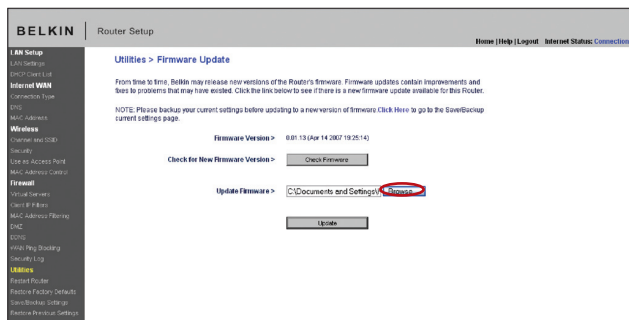 BELKIN
Router Setup
Home | Help | Logout Internet Status: Connection
LAN Setup
LAN Settings
DHCP Client List
Internet WAN
Connection Type
DNS
MAC Address
Wireless
Channel and SSID
Security
Use as Access Point
MAC Address Control
Firewall
Virtual Servers
Client IP Filters
MAC Address Filtering
DMZ
DDNS
WAN Ping Blocking
Security Log
Utilities
Restart Router
Restore Factory Defaults
Save/Backup Settings
Restore Previous Settings
Utilities > Firmware Update
From time to time, Belkin may release new versions of the Router's firmware. Firmware updates contain improvements and
fixes to problems that may have existed. Click the link below to see if there is a new firmware update available for this Router.
NOTE: Please backup your current settings before updating to a new version of firmware. Click Here to go to the Save/Backup
current settings page.
Firmware Version > 0.01.13 (Apr 14 2007 19:25:14)
Check for New Firmware Version > Check Firmware
Update Firmware > C:\Documents and Settings\ Browse...
Update